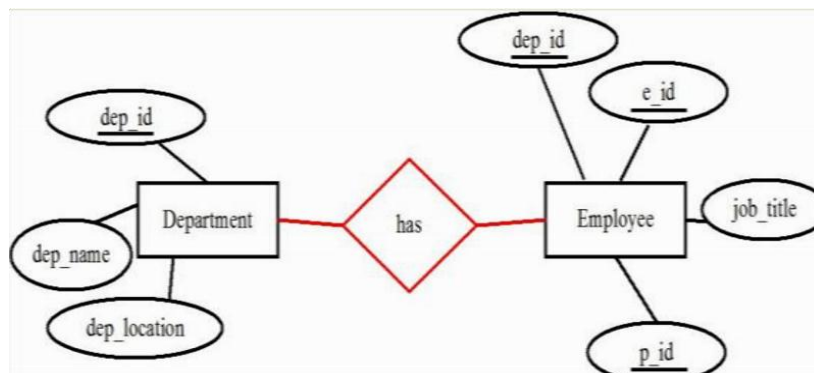 dep_id
e_id
dep_id
Department
has
Employee
job_title
dep_name
dep_location
p_id